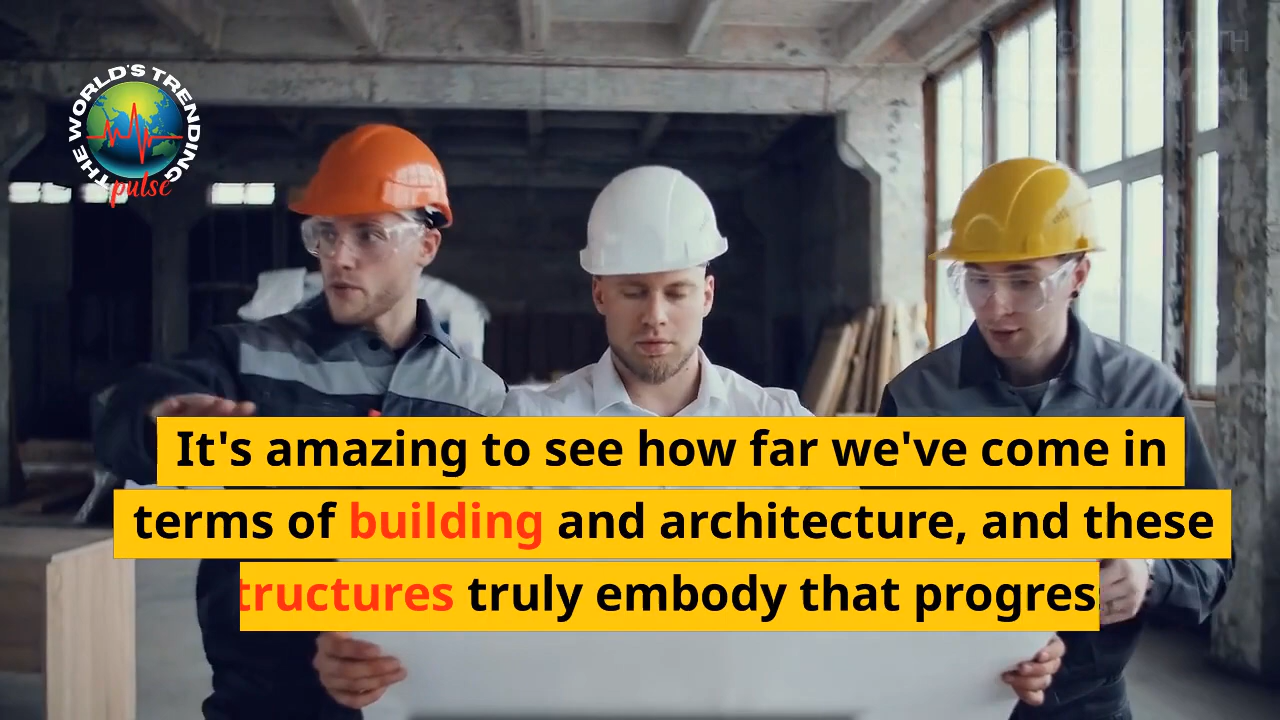 THE WORLD'S TRENDING
pulse
It's amazing to see how far we've come in
terms of building and architecture, and these
tructures truly embody that progres